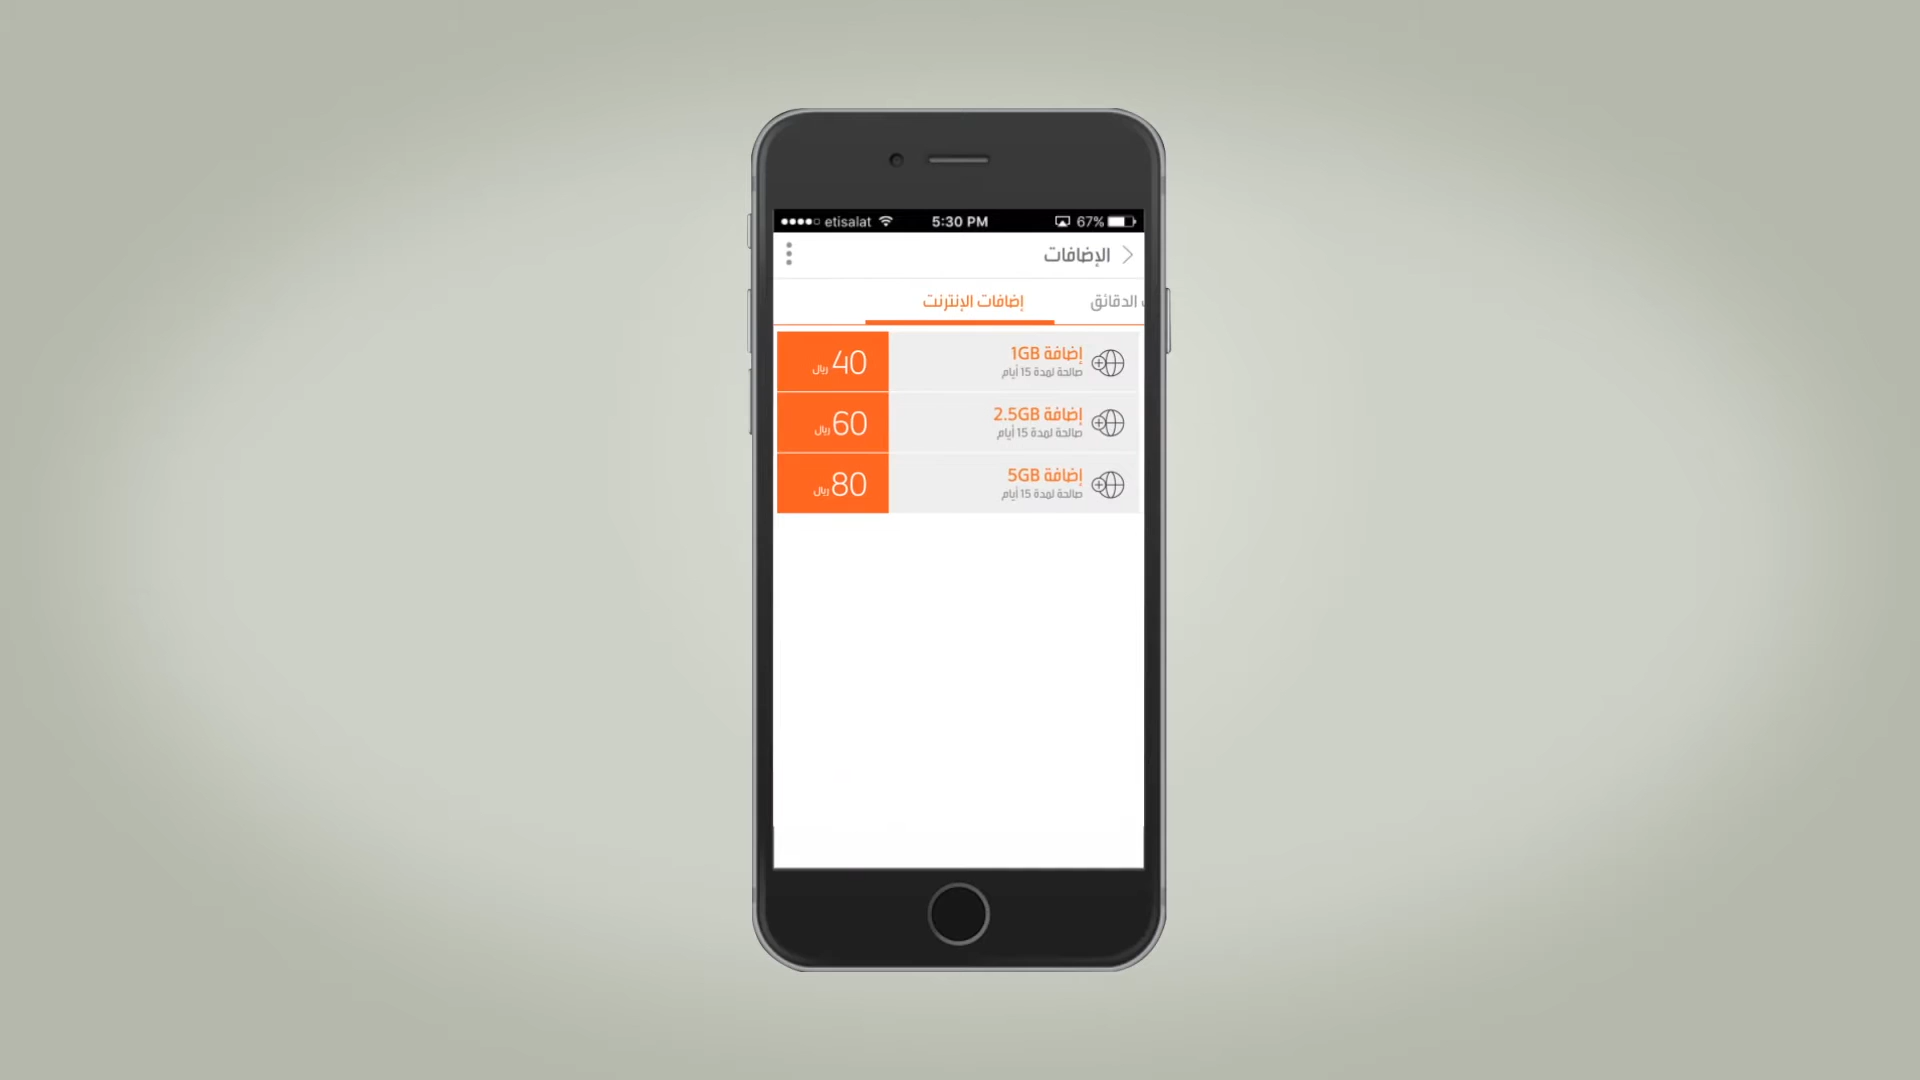 etisalat 5:30 PM 67%
الإضافات
الدقائق
إضافات الإنترنت
إضافة 1GB
صالحة لمدة 15 أيام
40 ريال
إضافة 2.5GB
صالحة لمدة 15 أيام
60 ريال
إضافة 5GB
صالحة لمدة 15 أيام
80 ريال